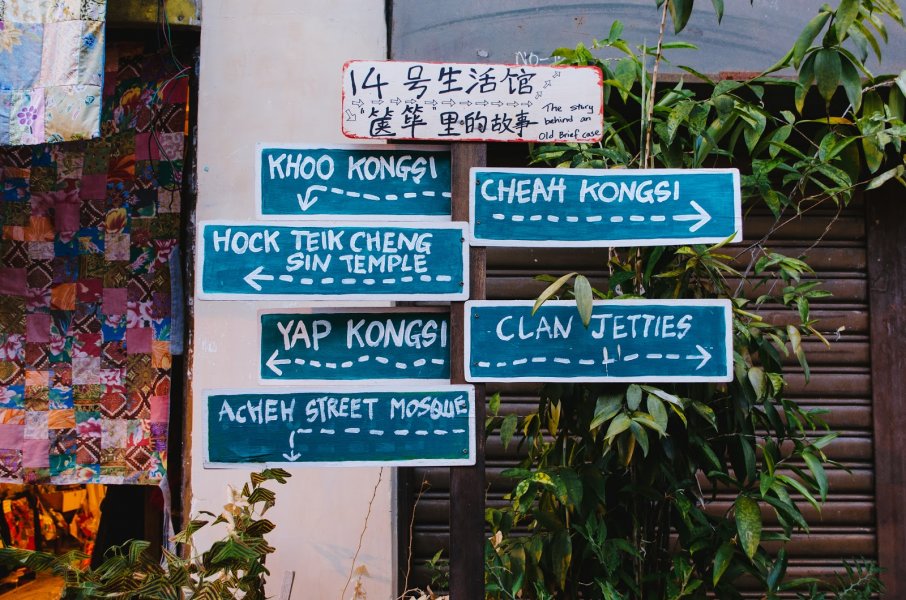 14号生活馆
"箧筚里的故事
The story
behind an
Old Brief case
KHOO KONGSI
CHEAH KONGSI
HOCK TEIK CHENG
SIN TEMPLE
YAP KONGSI
CLAN JETTIES
ACHEH STREET MOSQUE